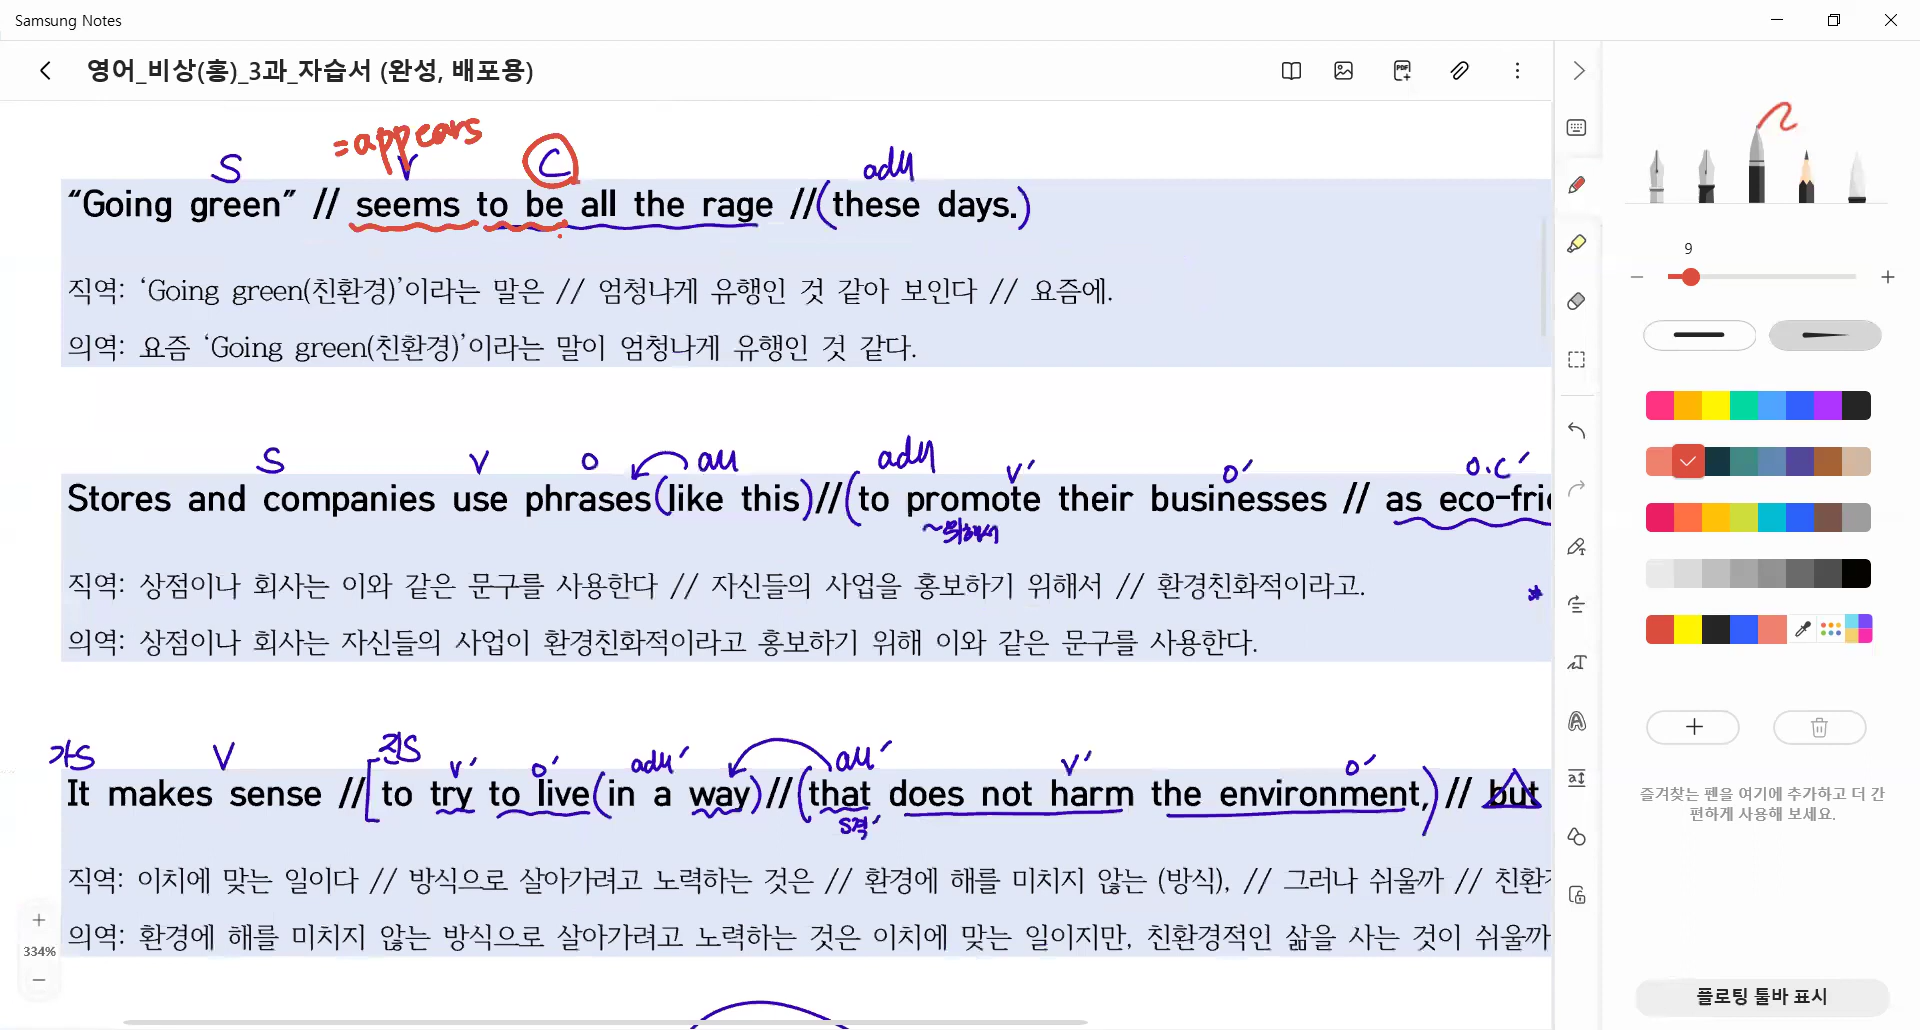 Samsung Notes
영어_비상(홍)_3과_자습서 (완성, 배포용)
=appears
S V C adv
“Going green” // seems to be all the rage //(these days.)
직역: ‘Going green(친환경)’이라는 말은 // 엄청나게 유행인 것 같아 보인다 // 요즘에.
의역: 요즘 ‘Going green(친환경)’이라는 말이 엄청나게 유행인 것 같다.
S V O adv V′ O′ O.C′
Stores and companies use phrases(like this)//(to promote their businesses // as eco-frie
~위해서
직역: 상점이나 회사는 이와 같은 문구를 사용한다 // 자신들의 사업을 홍보하기 위해서 // 환경친화적이라고.
*
의역: 상점이나 회사는 자신들의 사업이 환경친화적이라고 홍보하기 위해 이와 같은 문구를 사용한다.
가S V 진S V′ O′ adv′ V′ O′
It makes sense //[to try to live(in a way)//(that does not harm the environment,)// but
S격′
직역: 이치에 맞는 일이다 // 방식으로 살아가려고 노력하는 것은 // 환경에 해를 미치지 않는 (방식), // 그러나 쉬울까 // 친환
의역: 환경에 해를 미치지 않는 방식으로 살아가려고 노력하는 것은 이치에 맞는 일이지만, 친환경적인 삶을 사는 것이 쉬울까
334%
PDF
9
즐겨찾는 펜을 여기에 추가하고 더 간
편하게 사용해 보세요.
플로팅 툴바 표시